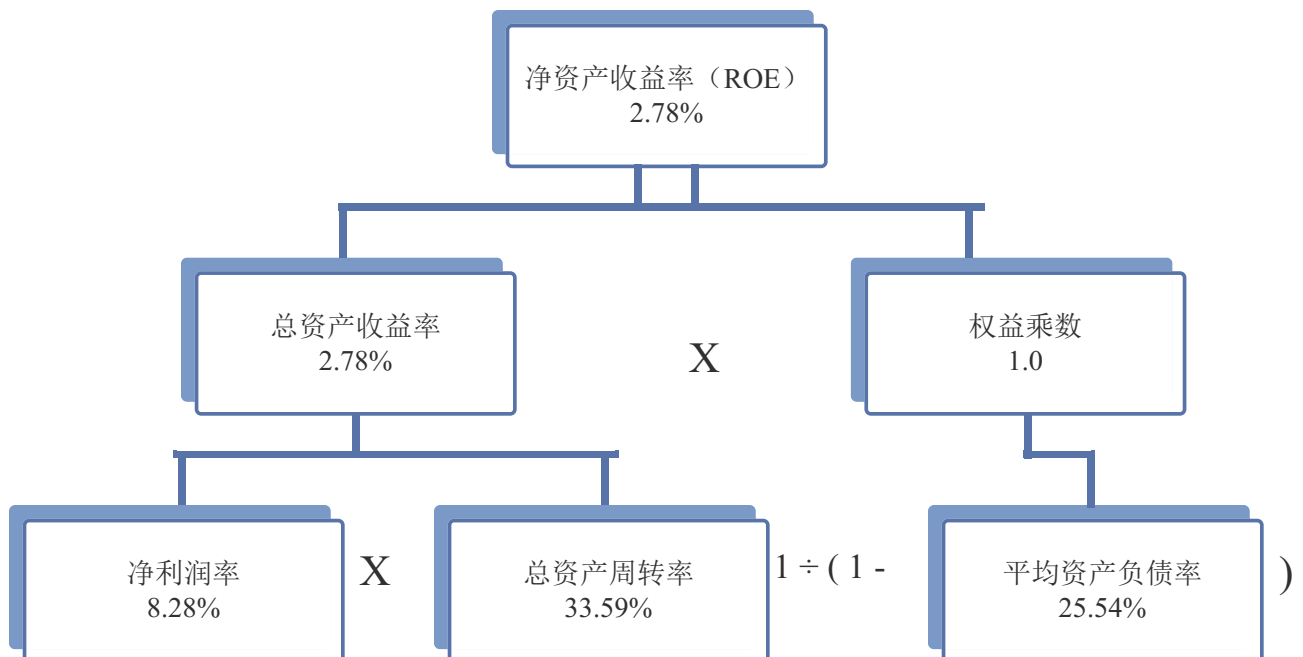 净资产收益率（ROE）
2.78%
总资产收益率
2.78%
X
权益乘数
1.0
净利润率
8.28%
X
总资产周转率
33.59%
1 ÷ ( 1 -
平均资产负债率
25.54%
)